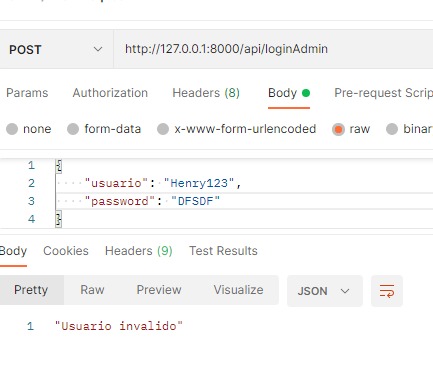 POST http://127.0.0.1:8000/api/loginAdmin
Params Authorization Headers (8) Body Pre-request Scrip
none form-data x-www-form-urlencoded raw binar
1 {
2 ····"usuario": "Henry123",
3 ····"password": "DFSDF"
4 }
Body Cookies Headers (9) Test Results
Pretty Raw Preview Visualize JSON
1 "Usuario invalido"